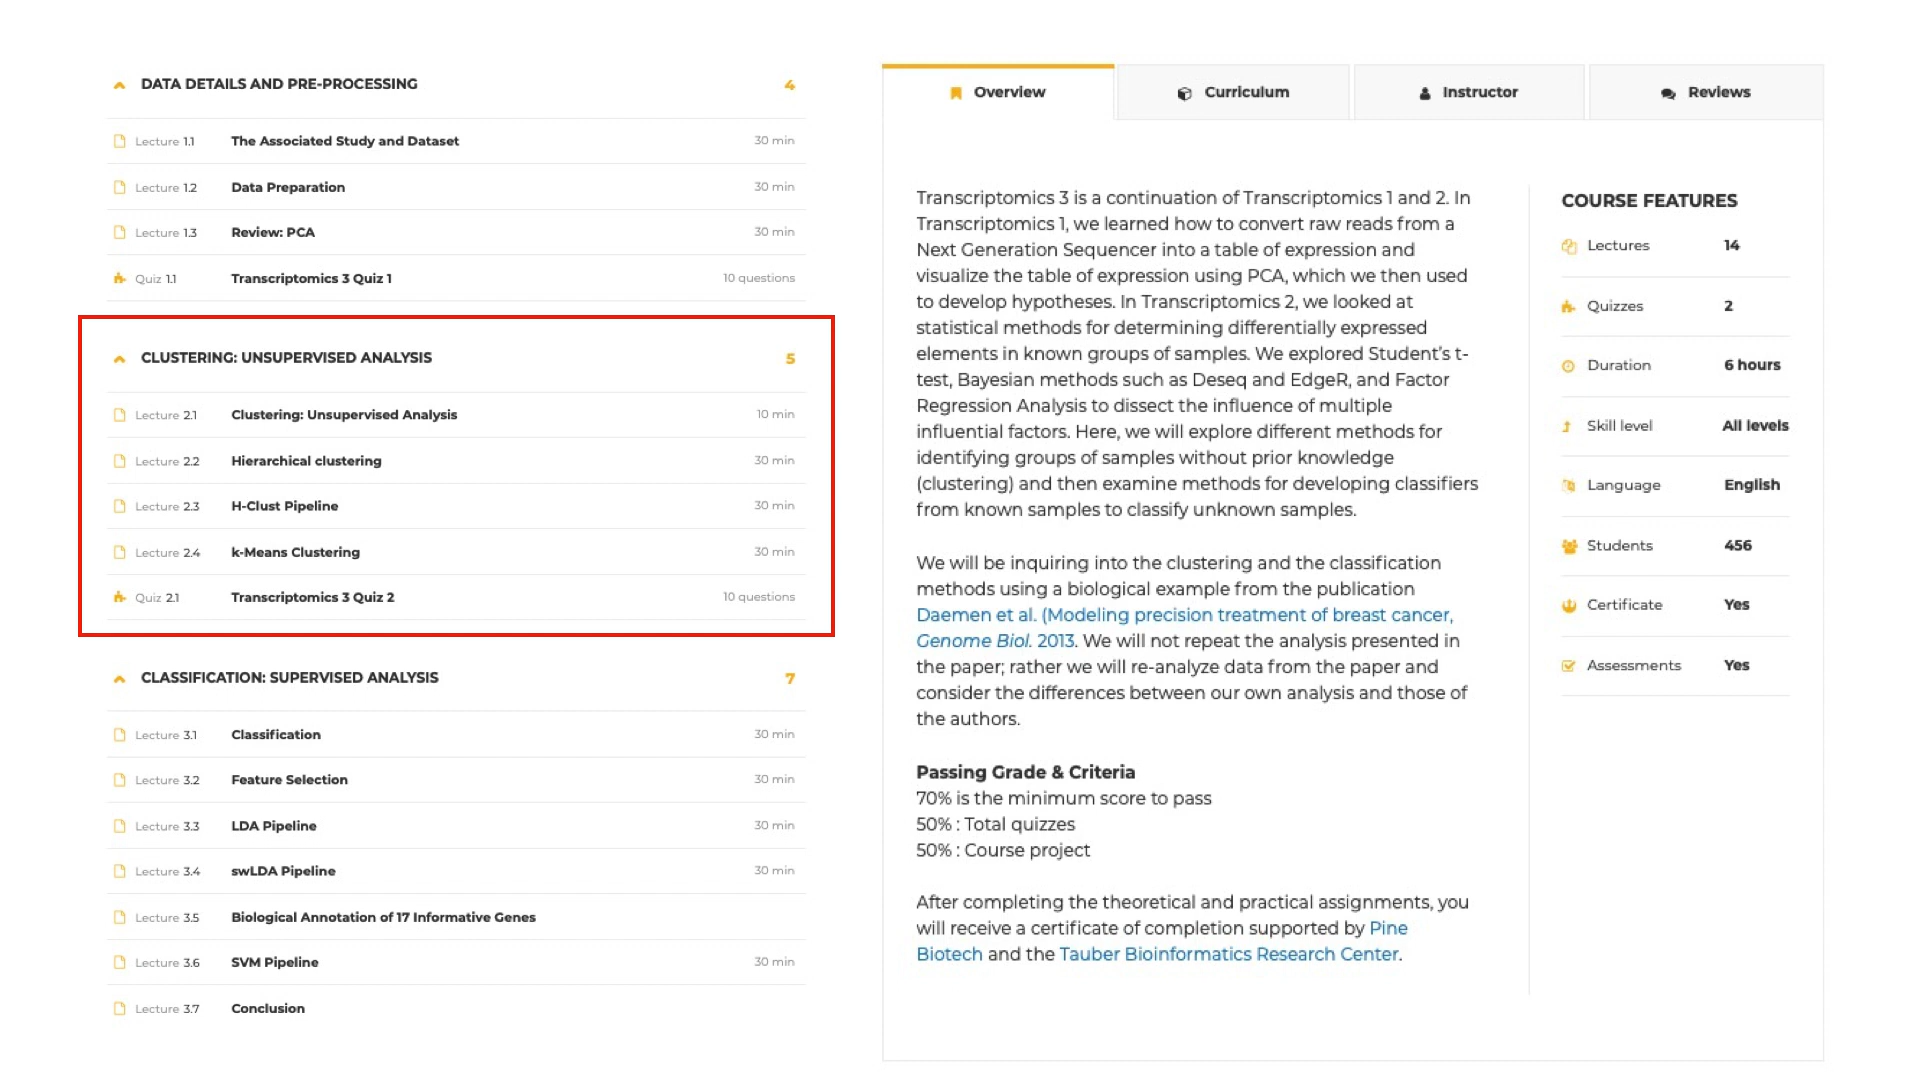 DATA DETAILS AND PRE-PROCESSING 4
Lecture 1.1 The Associated Study and Dataset 30 min
Lecture 1.2 Data Preparation 30 min
Lecture 1.3 Review: PCA 30 min
Quiz 1.1 Transcriptomics 3 Quiz 1 10 questions
CLUSTERING: UNSUPERVISED ANALYSIS 5
Lecture 2.1 Clustering: Unsupervised Analysis 10 min
Lecture 2.2 Hierarchical clustering 30 min
Lecture 2.3 H-Clust Pipeline 30 min
Lecture 2.4 k-Means Clustering 30 min
Quiz 2.1 Transcriptomics 3 Quiz 2 10 questions
CLASSIFICATION: SUPERVISED ANALYSIS 7
Lecture 3.1 Classification 30 min
Lecture 3.2 Feature Selection 30 min
Lecture 3.3 LDA Pipeline 30 min
Lecture 3.4 swLDA Pipeline 30 min
Lecture 3.5 Biological Annotation of 17 Informative Genes
Lecture 3.6 SVM Pipeline 30 min
Lecture 3.7 Conclusion
Overview Curriculum Instructor Reviews
Transcriptomics 3 is a continuation of Transcriptomics 1 and 2. In
Transcriptomics 1, we learned how to convert raw reads from a
Next Generation Sequencer into a table of expression and
visualize the table of expression using PCA, which we then used
to develop hypotheses. In Transcriptomics 2, we looked at
statistical methods for determining differentially expressed
elements in known groups of samples. We explored Student's t-
test, Bayesian methods such as Deseq and EdgeR, and Factor
Regression Analysis to dissect the influence of multiple
influential factors. Here, we will explore different methods for
identifying groups of samples without prior knowledge
(clustering) and then examine methods for developing classifiers
from known samples to classify unknown samples.
We will be inquiring into the clustering and the classification
methods using a biological example from the publication
Daemen et al. (Modeling precision treatment of breast cancer,
Genome Biol. 2013. We will not repeat the analysis presented in
the paper; rather we will re-analyze data from the paper and
consider the differences between our own analysis and those of
the authors.
Passing Grade & Criteria
70% is the minimum score to pass
50% : Total quizzes
50% : Course project
After completing the theoretical and practical assignments, you
will receive a certificate of completion supported by Pine
Biotech and the Tauber Bioinformatics Research Center.
COURSE FEATURES
Lectures 14
Quizzes 2
Duration 6 hours
Skill level All levels
Language English
Students 456
Certificate Yes
Assessments Yes